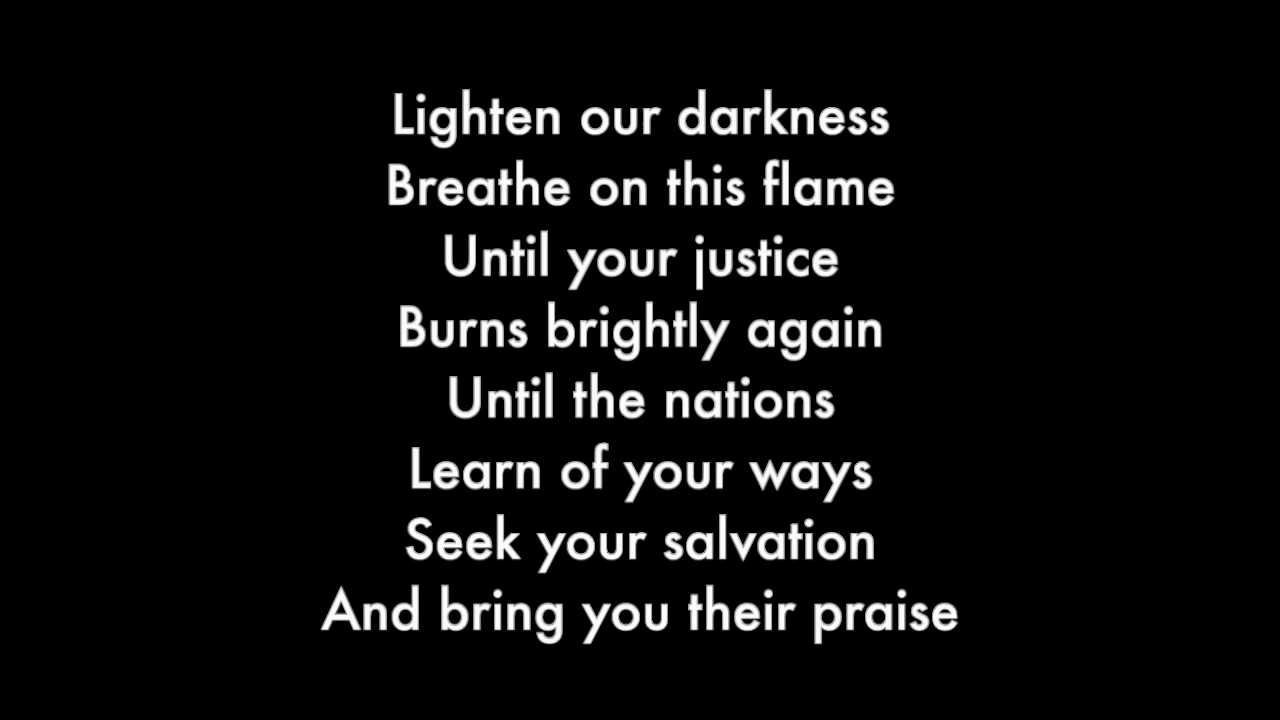 Lighten our darkness
Breathe on this flame
Until your justice
Burns brightly again
Until the nations
Learn of your ways
Seek your salvation
And bring you their praise